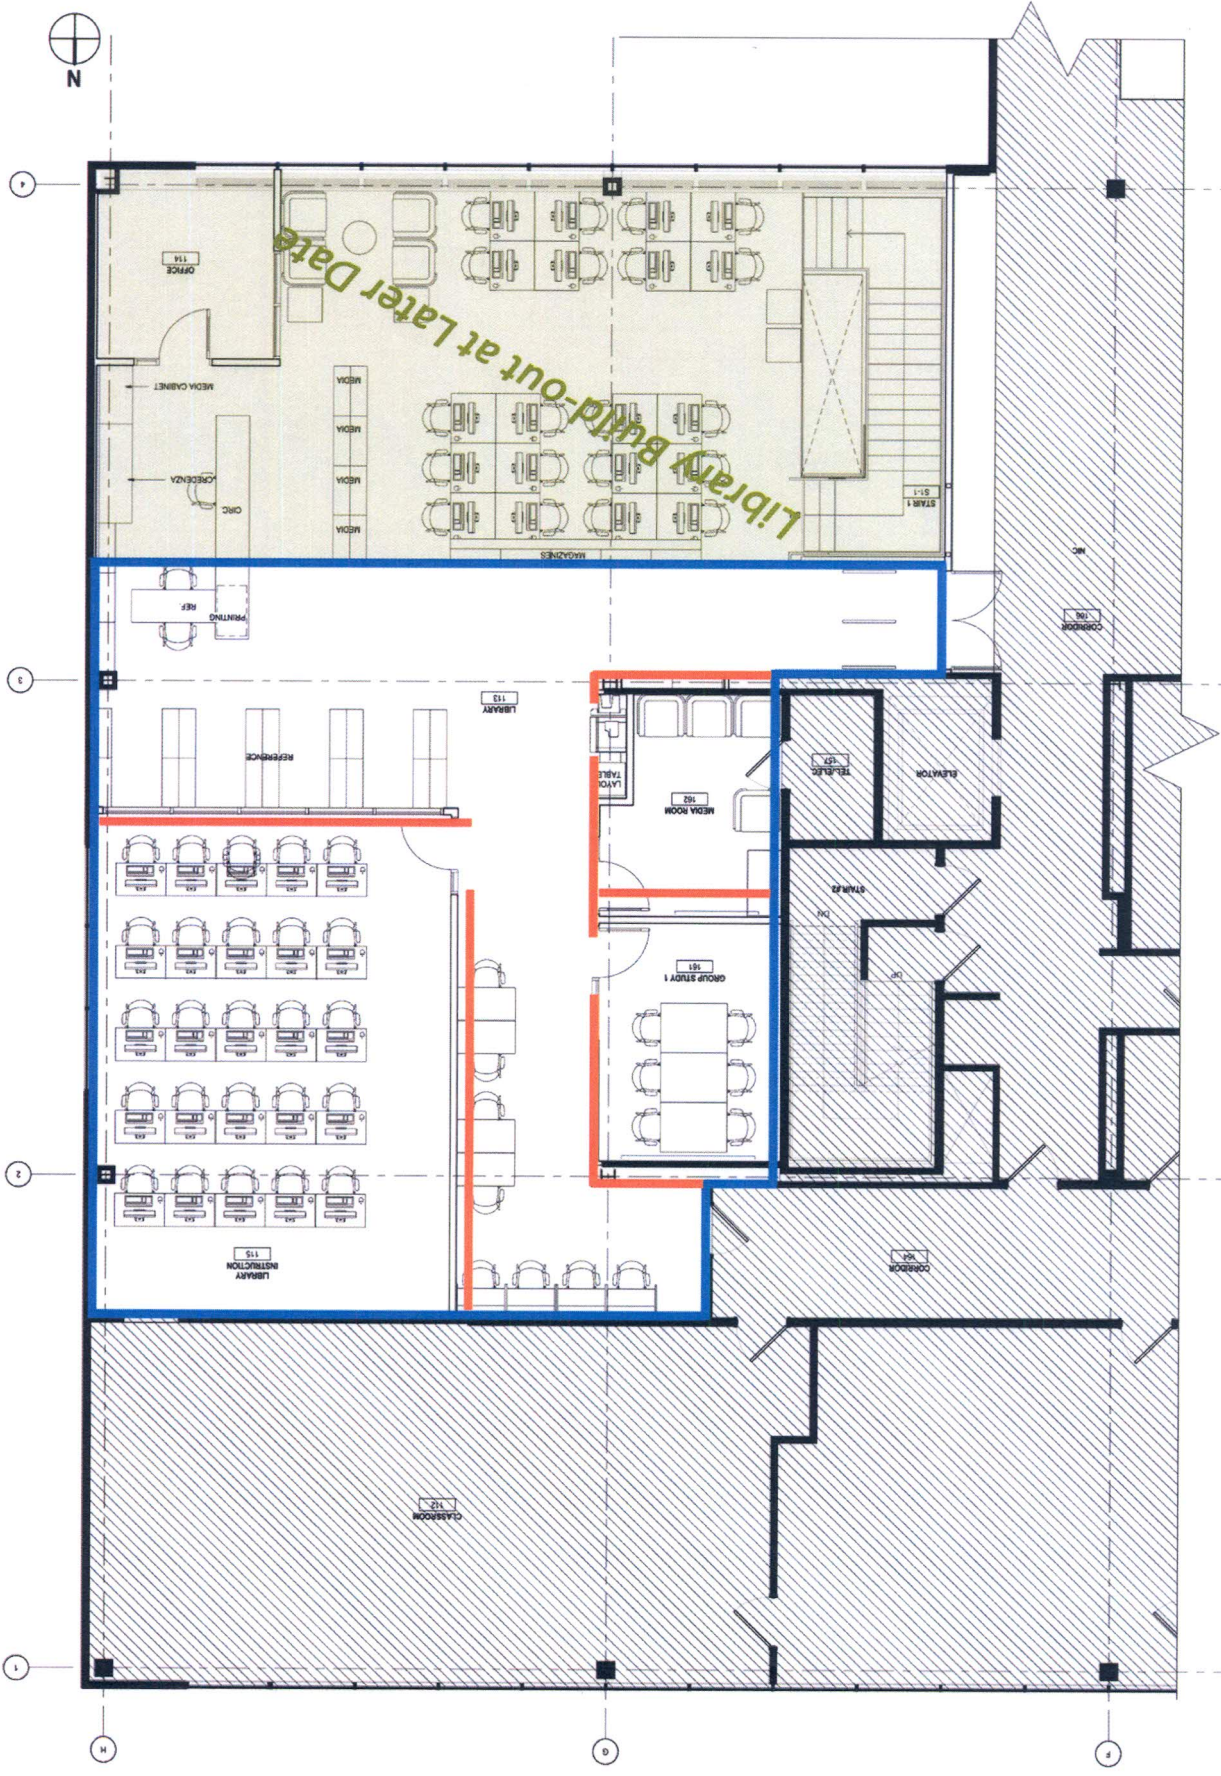 N
4
114
OFFICE
MEDIA CABINET
CREDENZA
CIRC
MEDIA
MEDIA
MEDIA
MEDIA
Library Build-out at Later Date
MAGAZINES
STAIR 1
S1-1
NIC
CORRIDOR
166
REF
PRINTING
3
LIBRARY
113
REFERENCE
LAYOUT
TABLE
MEDIA ROOM
162
TEL/ELEC
157
ELEVATOR
STAIR #2
DN
UP
GROUP STUDY 1
161
2
LIBRARY
INSTRUCTION
115
CORRIDOR
164
CLASSROOM
112
1
H
G
F